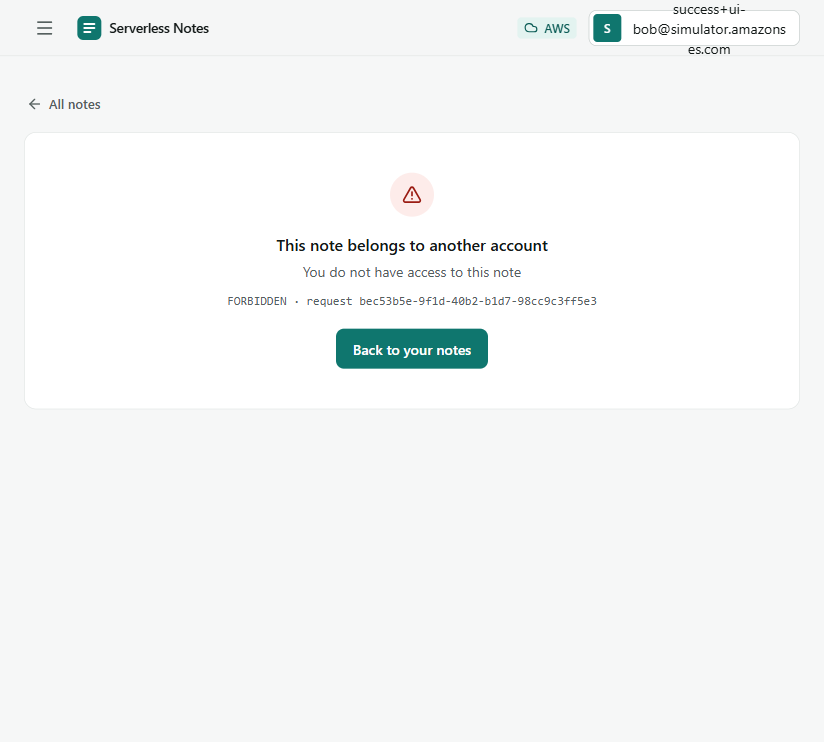 Serverless Notes
AWS
S
success+ui-
bob@simulator.amazons
es.com
All notes
This note belongs to another account
You do not have access to this note
FORBIDDEN · request bec53b5e-9f1d-40b2-b1d7-98cc9c3ff5e3
Back to your notes